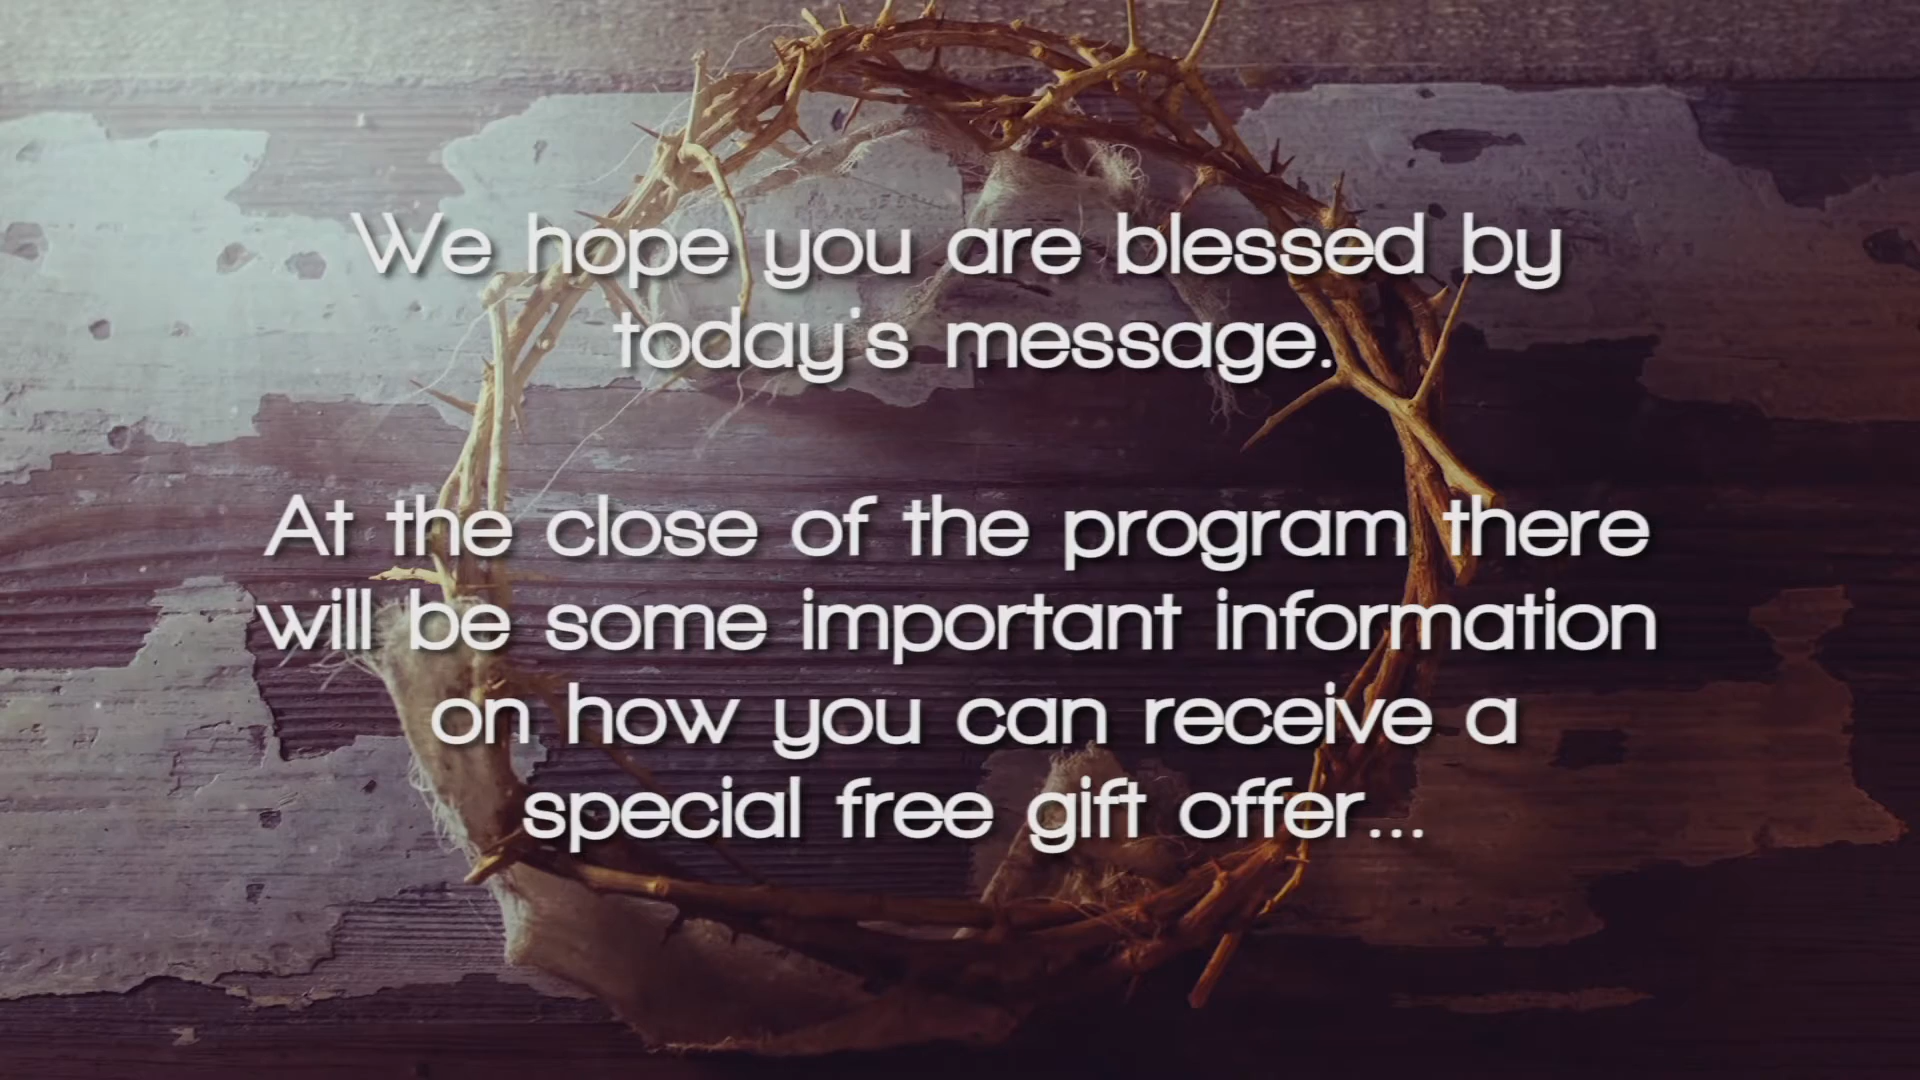 We hope you are blessed by
today's message.
At the close of the program there
will be some important information
on how you can receive a
special free gift offer...